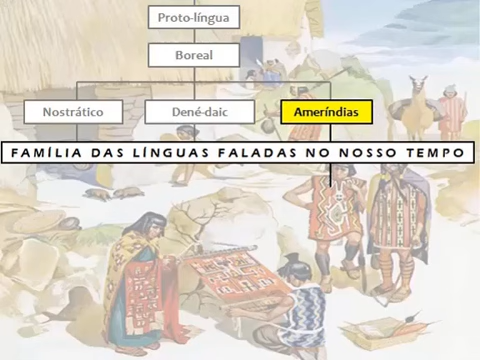 Proto-língua
Boreal
Nostrático
Dené-daic
Ameríndias
FAMÍLIA DAS LÍNGUAS FALADAS NO NOSSO TEMPO